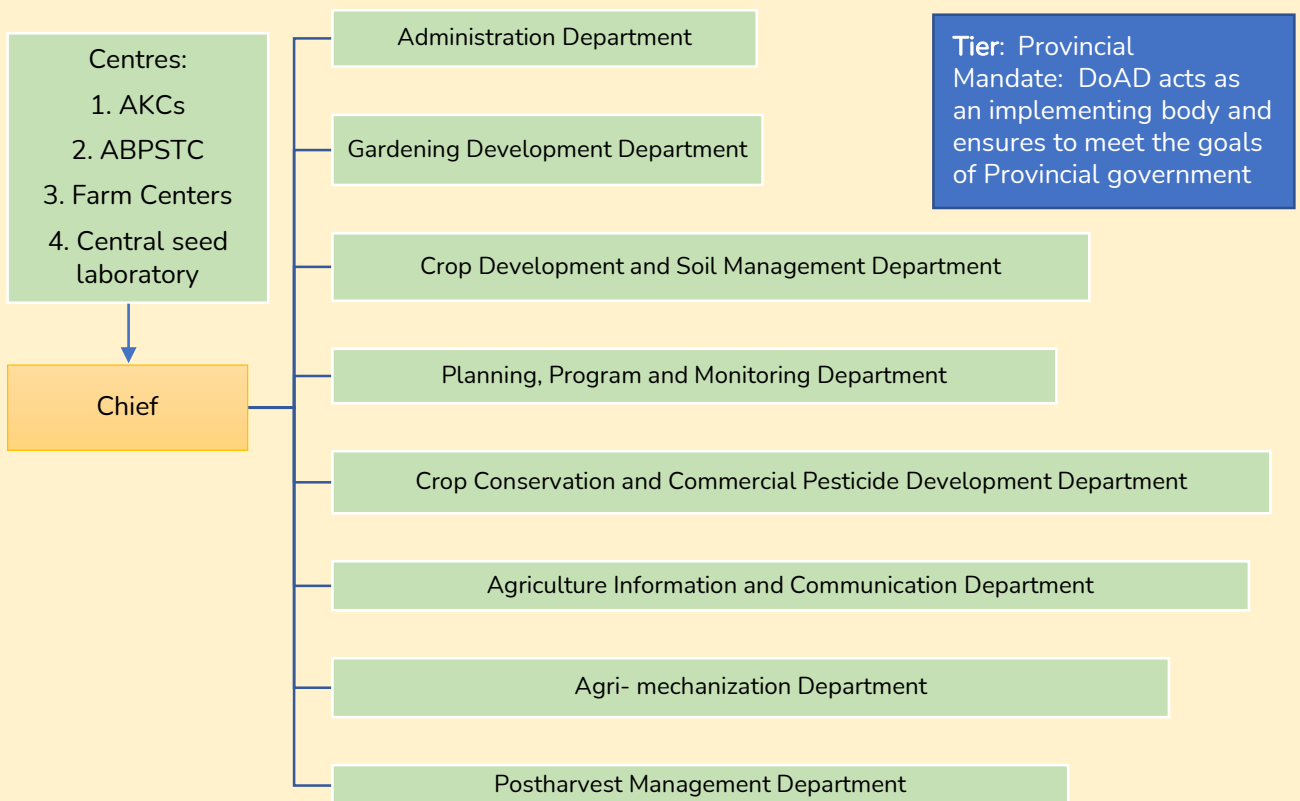 Centres:
1. AKCs
2. ABPSTC
3. Farm Centers
4. Central seed
laboratory
Chief
Administration Department
Gardening Development Department
Crop Development and Soil Management Department
Planning, Program and Monitoring Department
Crop Conservation and Commercial Pesticide Development Department
Agriculture Information and Communication Department
Agri- mechanization Department
Postharvest Management Department
Tier: Provincial
Mandate: DoAD acts as
an implementing body and
ensures to meet the goals
of Provincial government